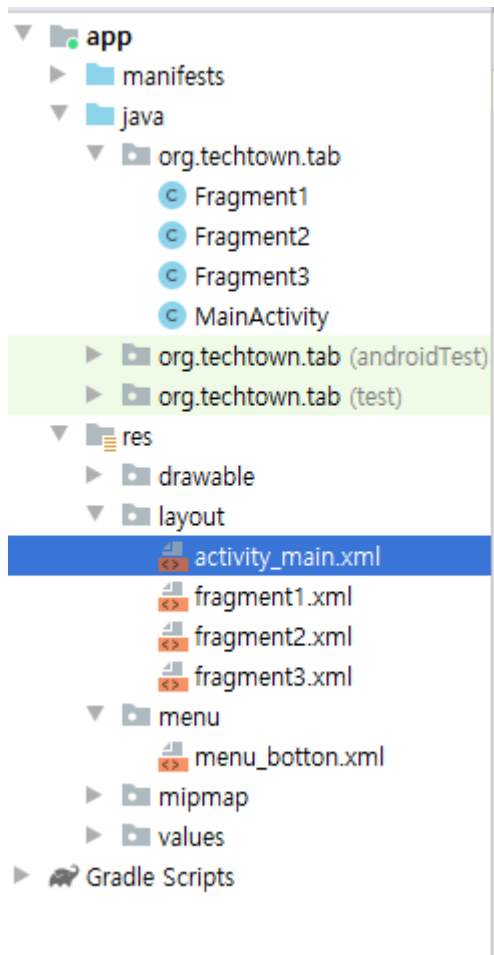 app
manifests
java
org.techtown.tab
Fragment1
Fragment2
Fragment3
MainActivity
org.techtown.tab (androidTest)
org.techtown.tab (test)
res
drawable
layout
activity_main.xml
fragment1.xml
fragment2.xml
fragment3.xml
menu
menu_botton.xml
mipmap
values
Gradle Scripts